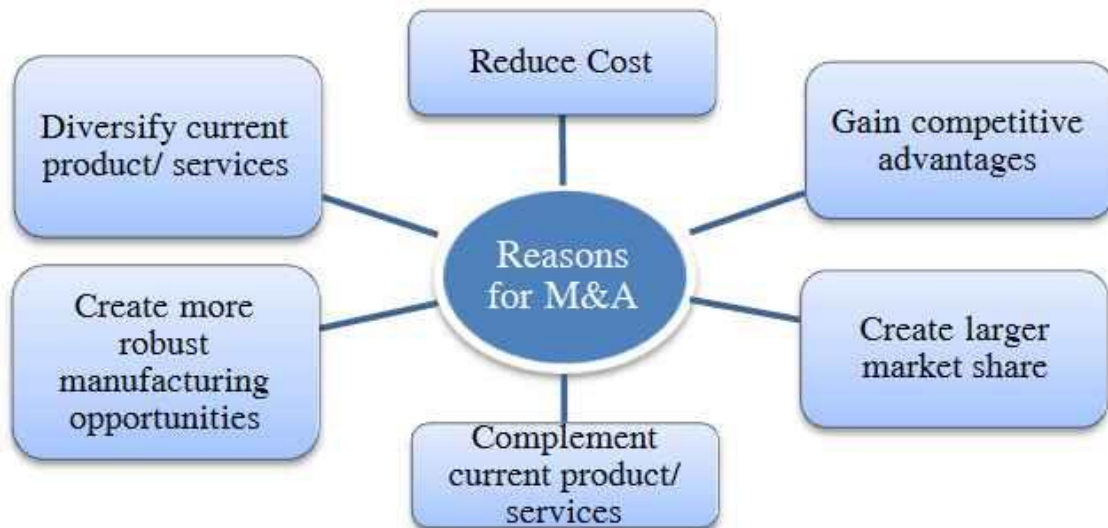 Reduce Cost
Diversify current
product/ services
Gain competitive
advantages
Reasons
for M&A
Create more
robust
manufacturing
opportunities
Create larger
market share
Complement
current product/
services